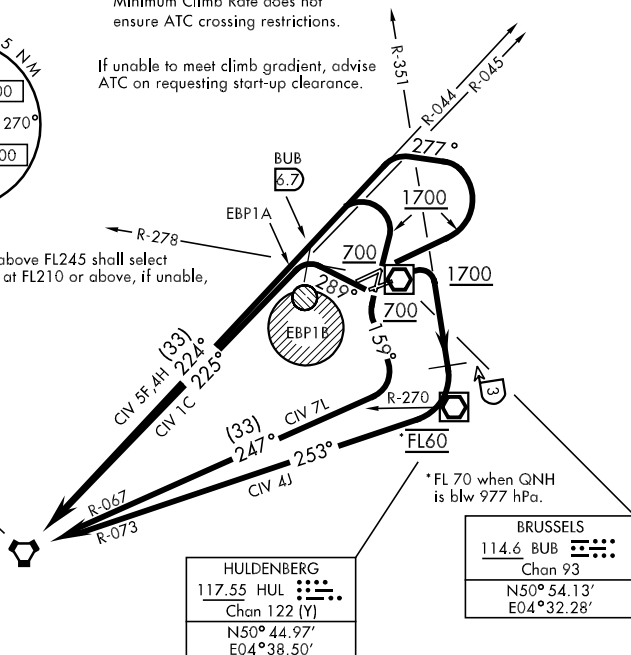 Minimum Climb Rate does not
ensure ATC crossing restrictions.
If unable to meet climb gradient, advise
ATC on requesting start-up clearance.
5 NM
00
270°
00
R-351
R-044
R-045
277°
BUB
6.7
1700
EBP1A
R-278
above FL245 shall select
at FL210 or above, if unable,
700
1700
289°
700
EBP1B
159°
3
R-270
CIV 5F,4H
(33)
224°
225°
CIV 1C
(33)
247°
CIV 7L
253°
CIV 4J
*FL60
R-067
R-073
*FL 70 when QNH
is blw 977 hPa.
BRUSSELS
114.6 BUB
Chan 93
N50° 54.13'
E04° 32.28'
HULDENBERG
117.55 HUL
Chan 122 (Y)
N50° 44.97'
E04° 38.50'